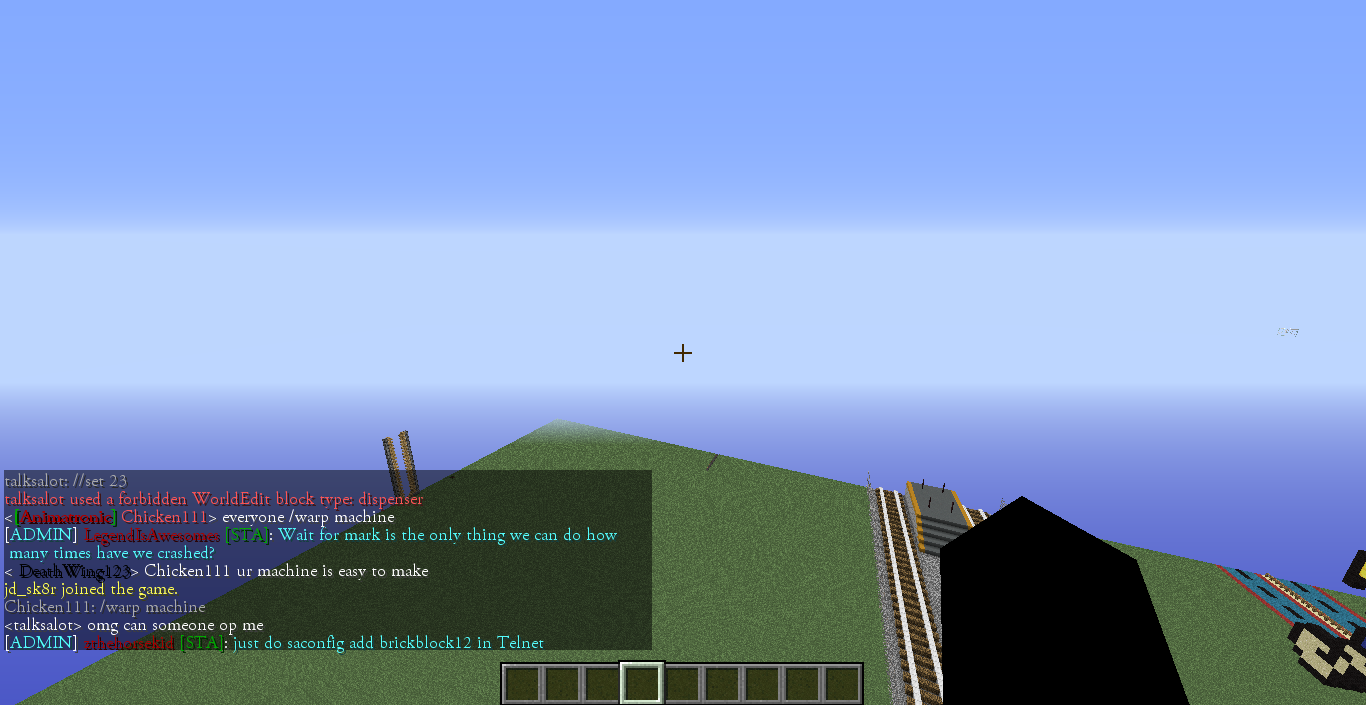 talksalot: //set 23
talksalot used a forbidden WorldEdit block type: dispenser
<[Animatronic] Chicken111> everyone /warp machine
[ADMIN] LegendIsAwesomes [STA]: Wait for mark is the only thing we can do how
many times have we crashed?
< DeathWing123> Chicken111 ur machine is easy to make
jd_sk8r joined the game.
Chicken111: /warp machine
<talksalot> omg can someone op me
[ADMIN] [STA]: just do saconfig add brickblock12 in Telnet